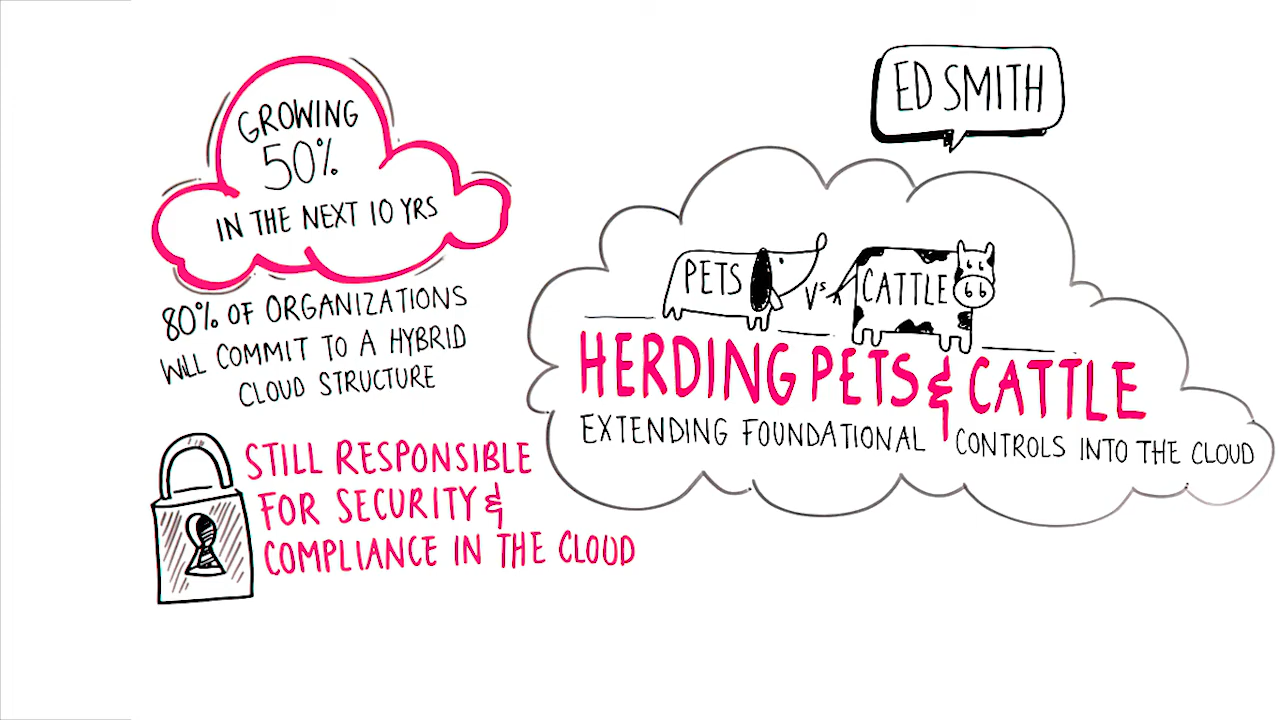 GROWING
50%
IN THE NEXT 10 YRS
80% OF ORGANIZATIONS
WILL COMMIT TO A HYBRID
CLOUD STRUCTURE
STILL RESPONSIBLE
FOR SECURITY &
COMPLIANCE IN THE CLOUD
ED SMITH
PETS Vs CATTLE
HERDING PETS & CATTLE
EXTENDING FOUNDATIONAL CONTROLS INTO THE CLOUD